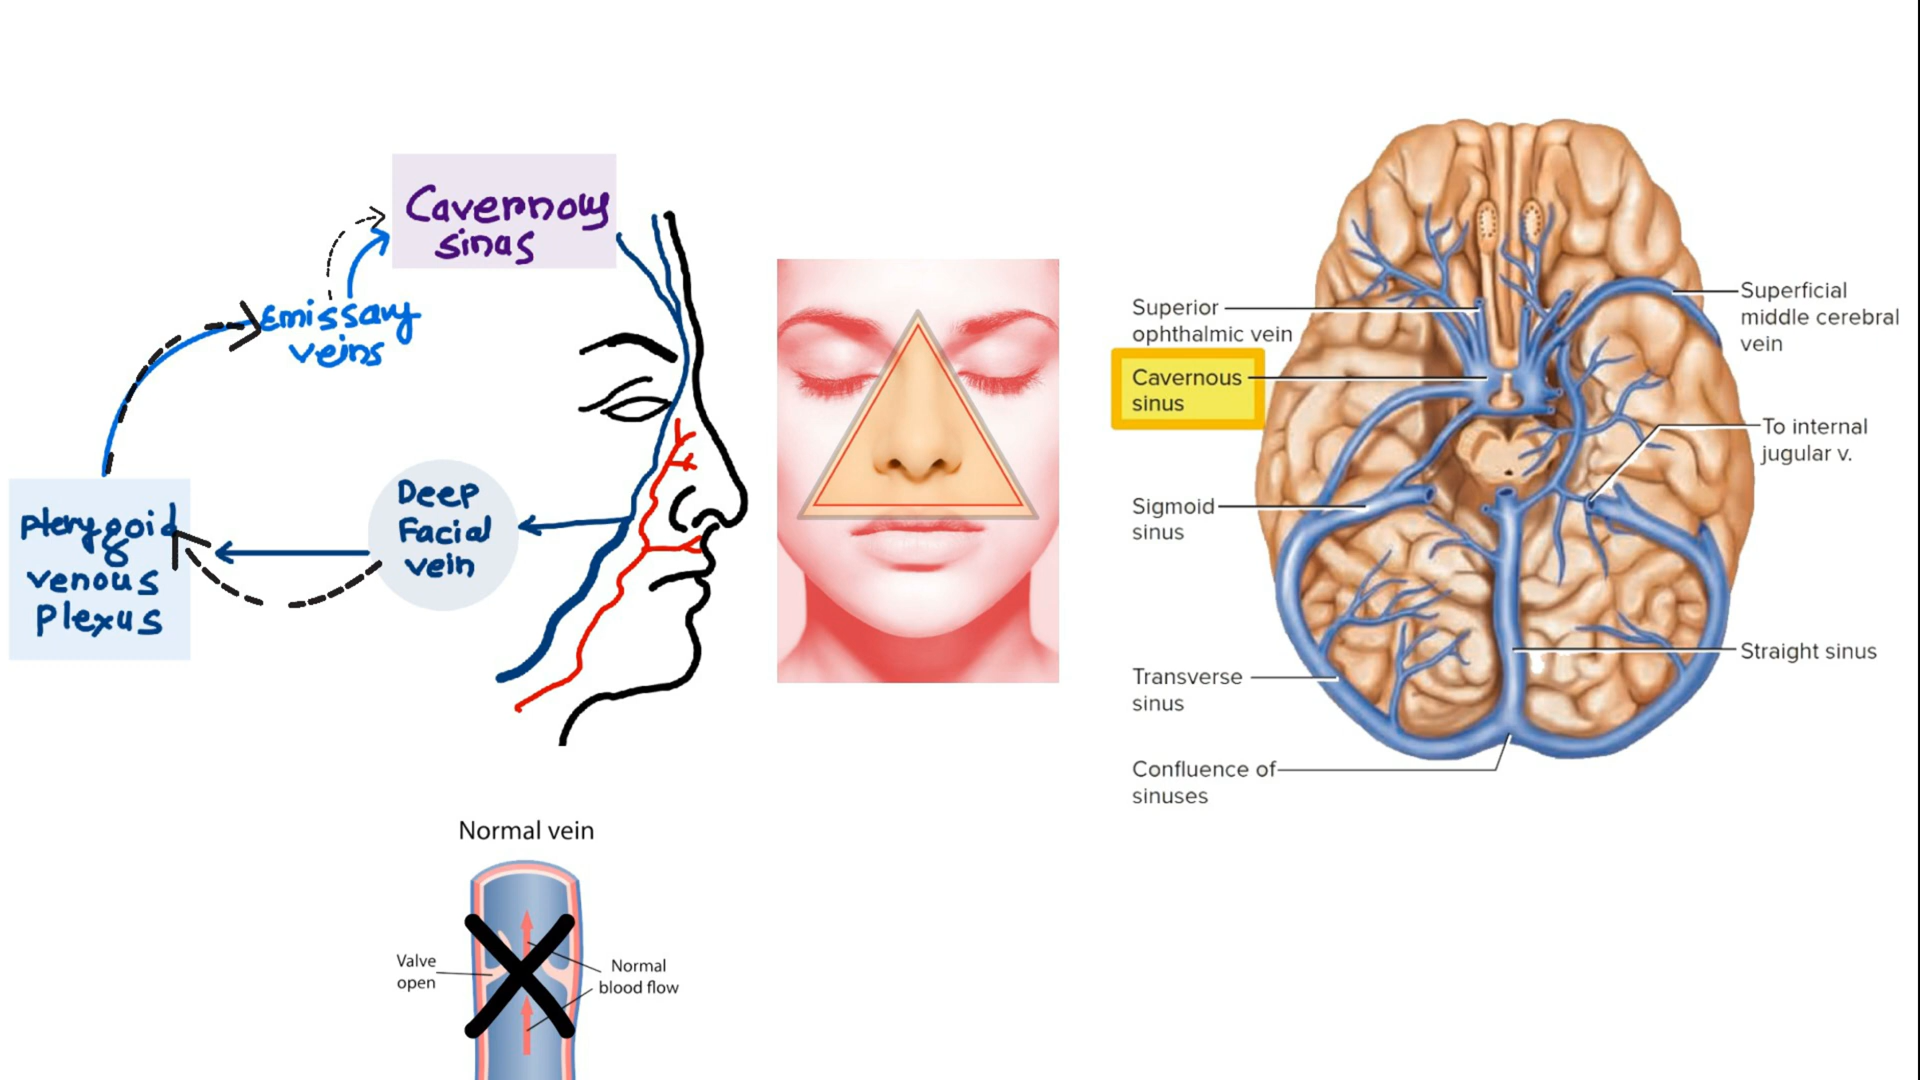 Cavernous
sinas
Emissary
veins
Deep
Facial
vein
pterygoid
venous
Plexus
Superior
ophthalmic vein
Cavernous
sinus
Sigmoid
sinus
Transverse
sinus
Confluence of
sinuses
Superficial
middle cerebral
vein
To internal
jugular v.
Straight sinus
Normal vein
Valve
open
Normal
blood flow